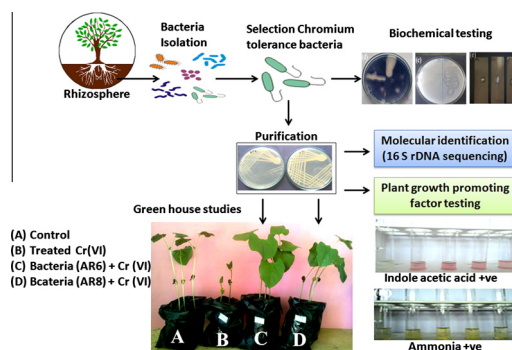 Bacteria
Isolation
Selection Chromium
tolerance bacteria
Biochemical testing
Rhizosphere
Purification
Molecular identification
(16 S rDNA sequencing)
Plant growth promoting
factor testing
Green house studies
(A) Control
(B) Treated Cr(VI)
(C) Bacteria (AR6) + Cr (VI)
(D) Bcateria (AR8) + Cr (VI)
A
B
C
D
Indole acetic acid +ve
Ammonia +ve